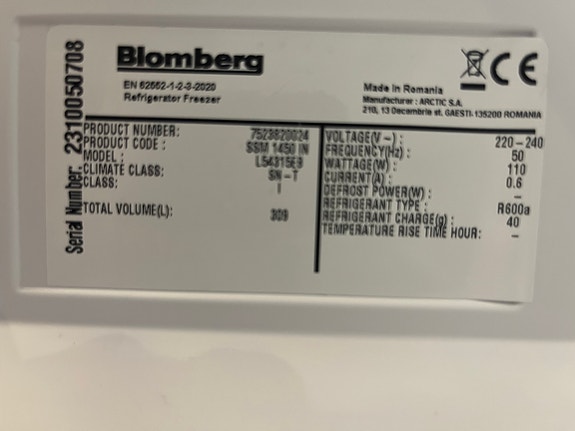 Blomberg
EN 62552-1-2-3-2020
Refrigerator Freezer
CE
Made in Romania
Manufacturer : ARCTIC S.A.
210, 13 Decembrie st. GAESTI-135200 ROMANIA
Serial Number: 2310050708
PRODUCT NUMBER: 7523820024
PRODUCT CODE : SSM 1450 IN
MODEL : L54315E9
CLIMATE CLASS: SN-T
CLASS: I
TOTAL VOLUME(L): 309
VOLTAGE(V~): 220-240
FREQUENCY(Hz): 50
WATTAGE(W): 110
CURRENT(A): 0.6
DEFROST POWER(W) : -
REFRIGERANT TYPE : R600a
REFRIGERANT CHARGE(g) : 40
TEMPERATURE RISE TIME HOUR: -